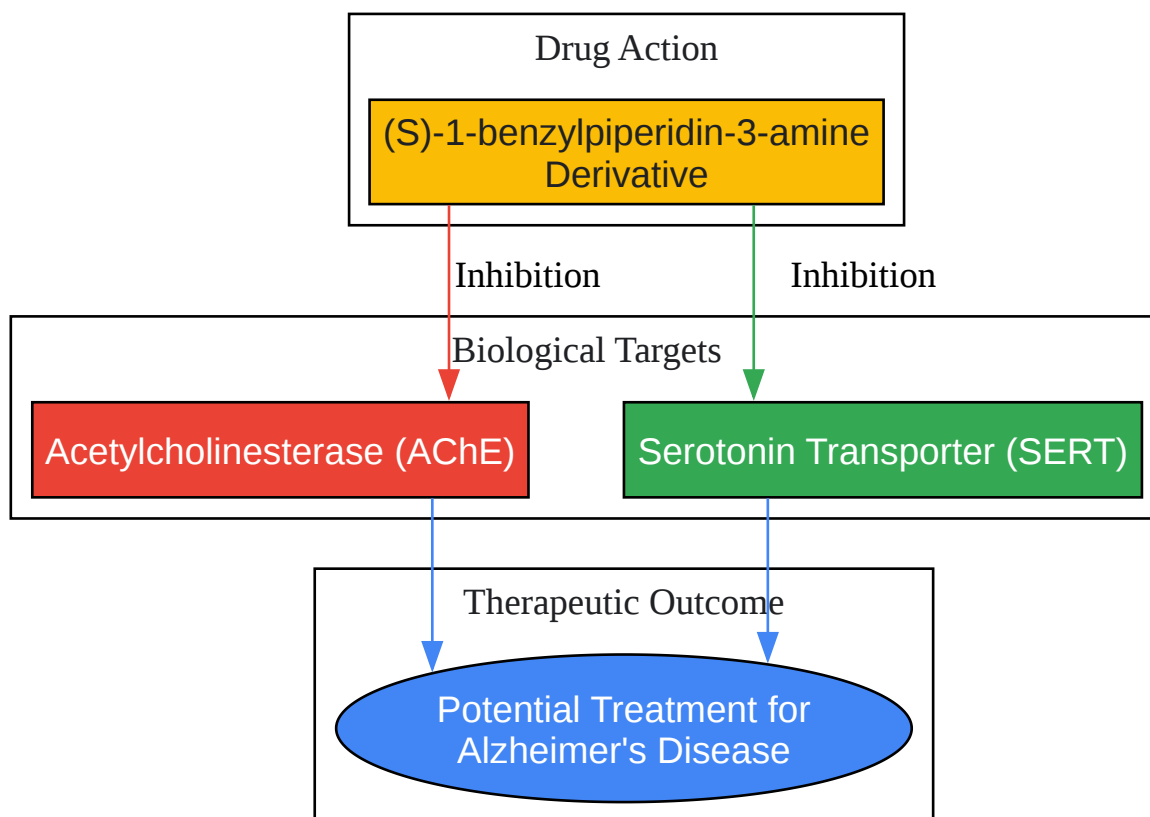 Drug Action
(S)-1-benzylpiperidin-3-amine
Derivative
Inhibition
Inhibition
Biological Targets
Acetylcholinesterase (AChE)
Serotonin Transporter (SERT)
Therapeutic Outcome
Potential Treatment for
Alzheimer's Disease